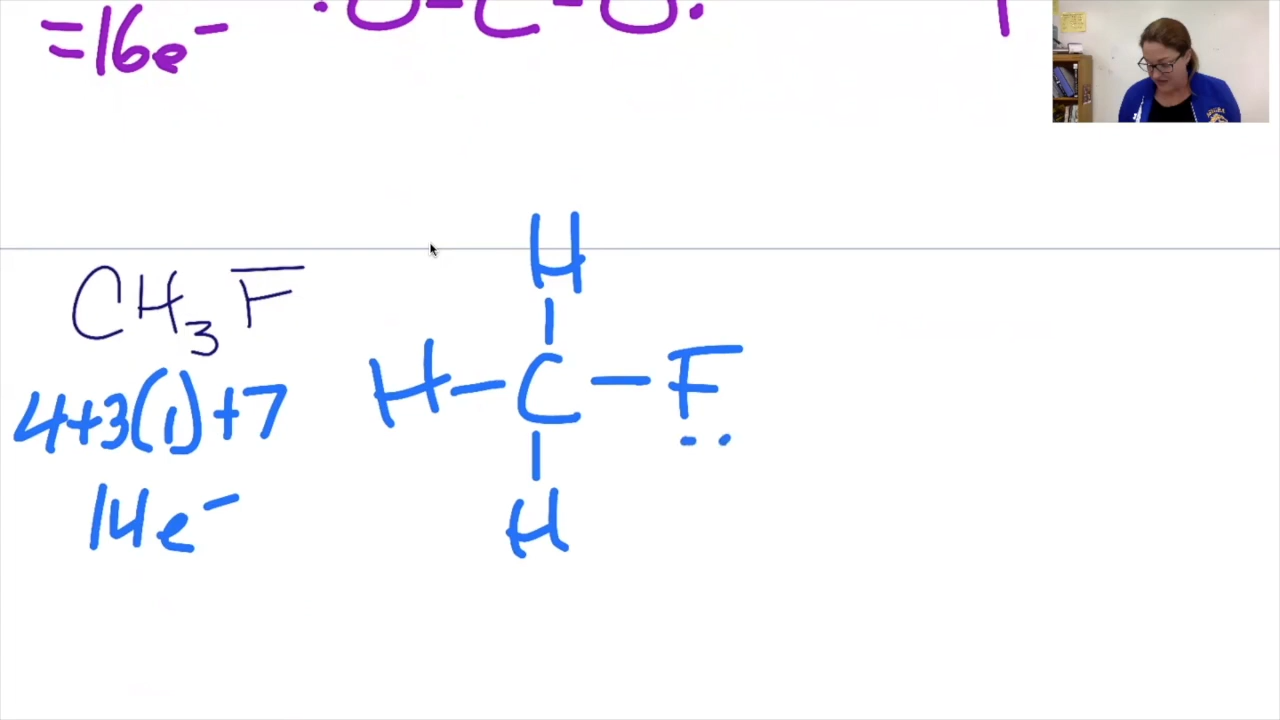 =16e⁻
CH₃F
4+3(1)+7
14e⁻
H
H–C–F
H